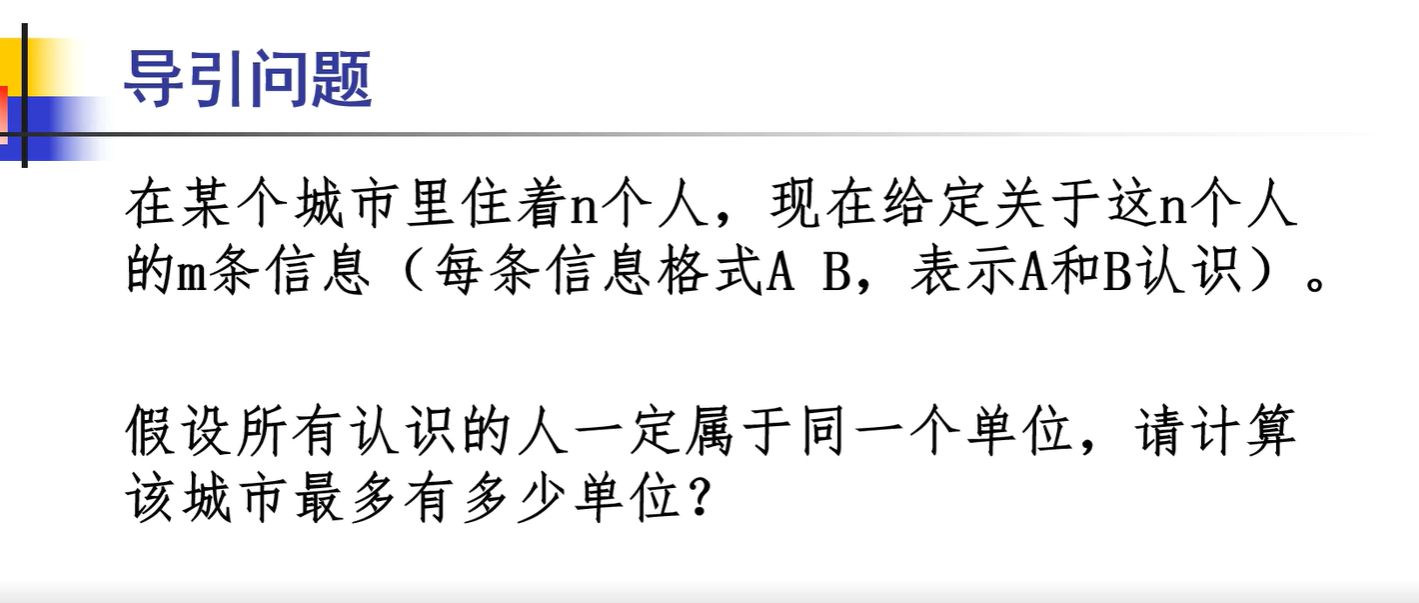 导引问题
在某个城市里住着n个人，现在给定关于这n个人
的m条信息（每条信息格式A B，表示A和B认识）。
假设所有认识的人一定属于同一个单位，请计算
该城市最多有多少单位？